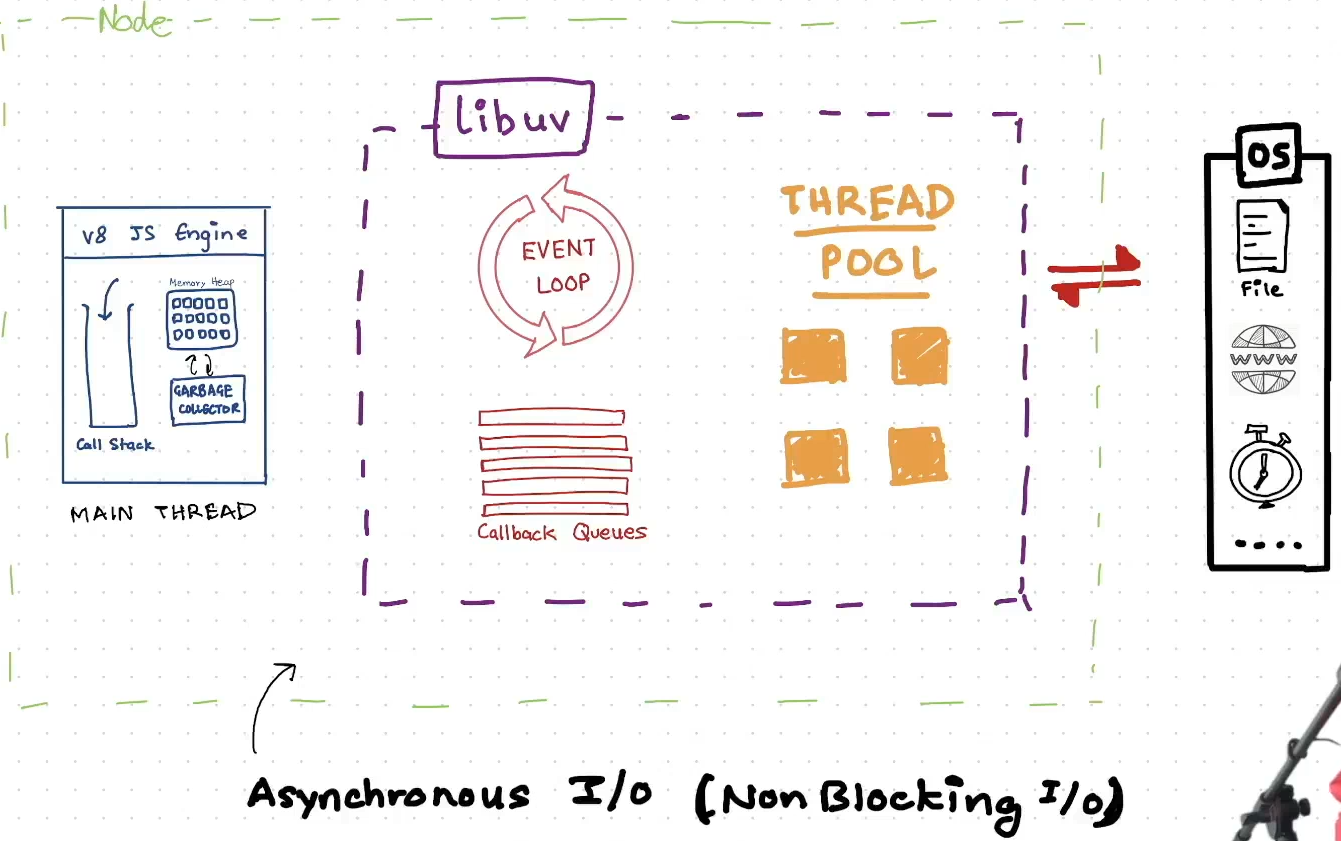 Node
libuv
OS
V8 JS Engine
Memory Heap
GARBAGE
COLLECTOR
Call Stack
MAIN THREAD
EVENT
LOOP
Callback Queues
THREAD
POOL
File
WWW
Asynchronous I/O (Non Blocking I/O)